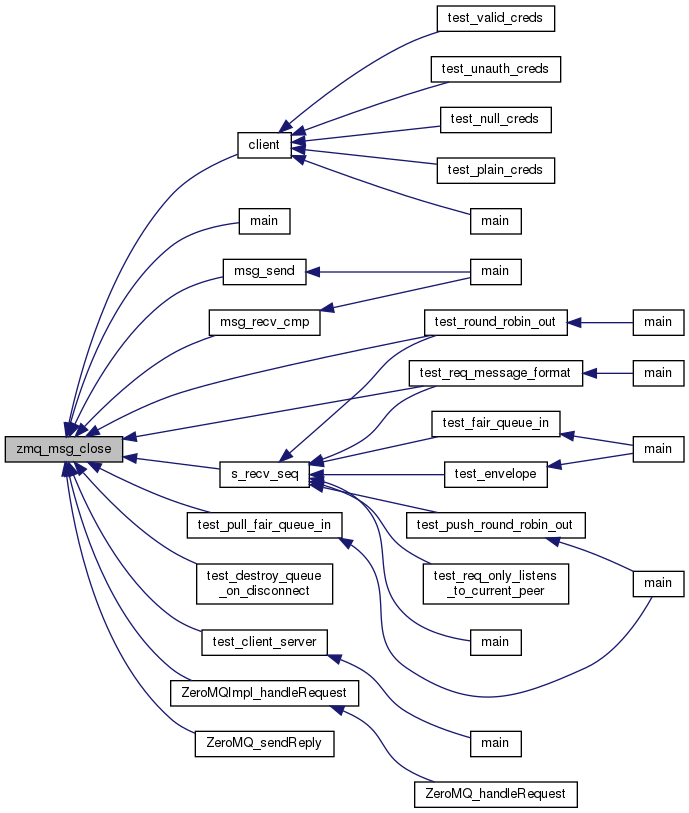 test_valid_creds
test_unauth_creds
test_null_creds
client
test_plain_creds
main
main
msg_send
main
msg_recv_cmp
test_round_robin_out
main
test_req_message_format
main
test_fair_queue_in
zmq_msg_close
main
s_recv_seq
test_envelope
test_pull_fair_queue_in
test_push_round_robin_out
test_destroy_queue
_on_disconnect
test_req_only_listens
_to_current_peer
main
test_client_server
main
ZeroMQImpl_handleRequest
ZeroMQ_sendReply
main
ZeroMQ_handleRequest